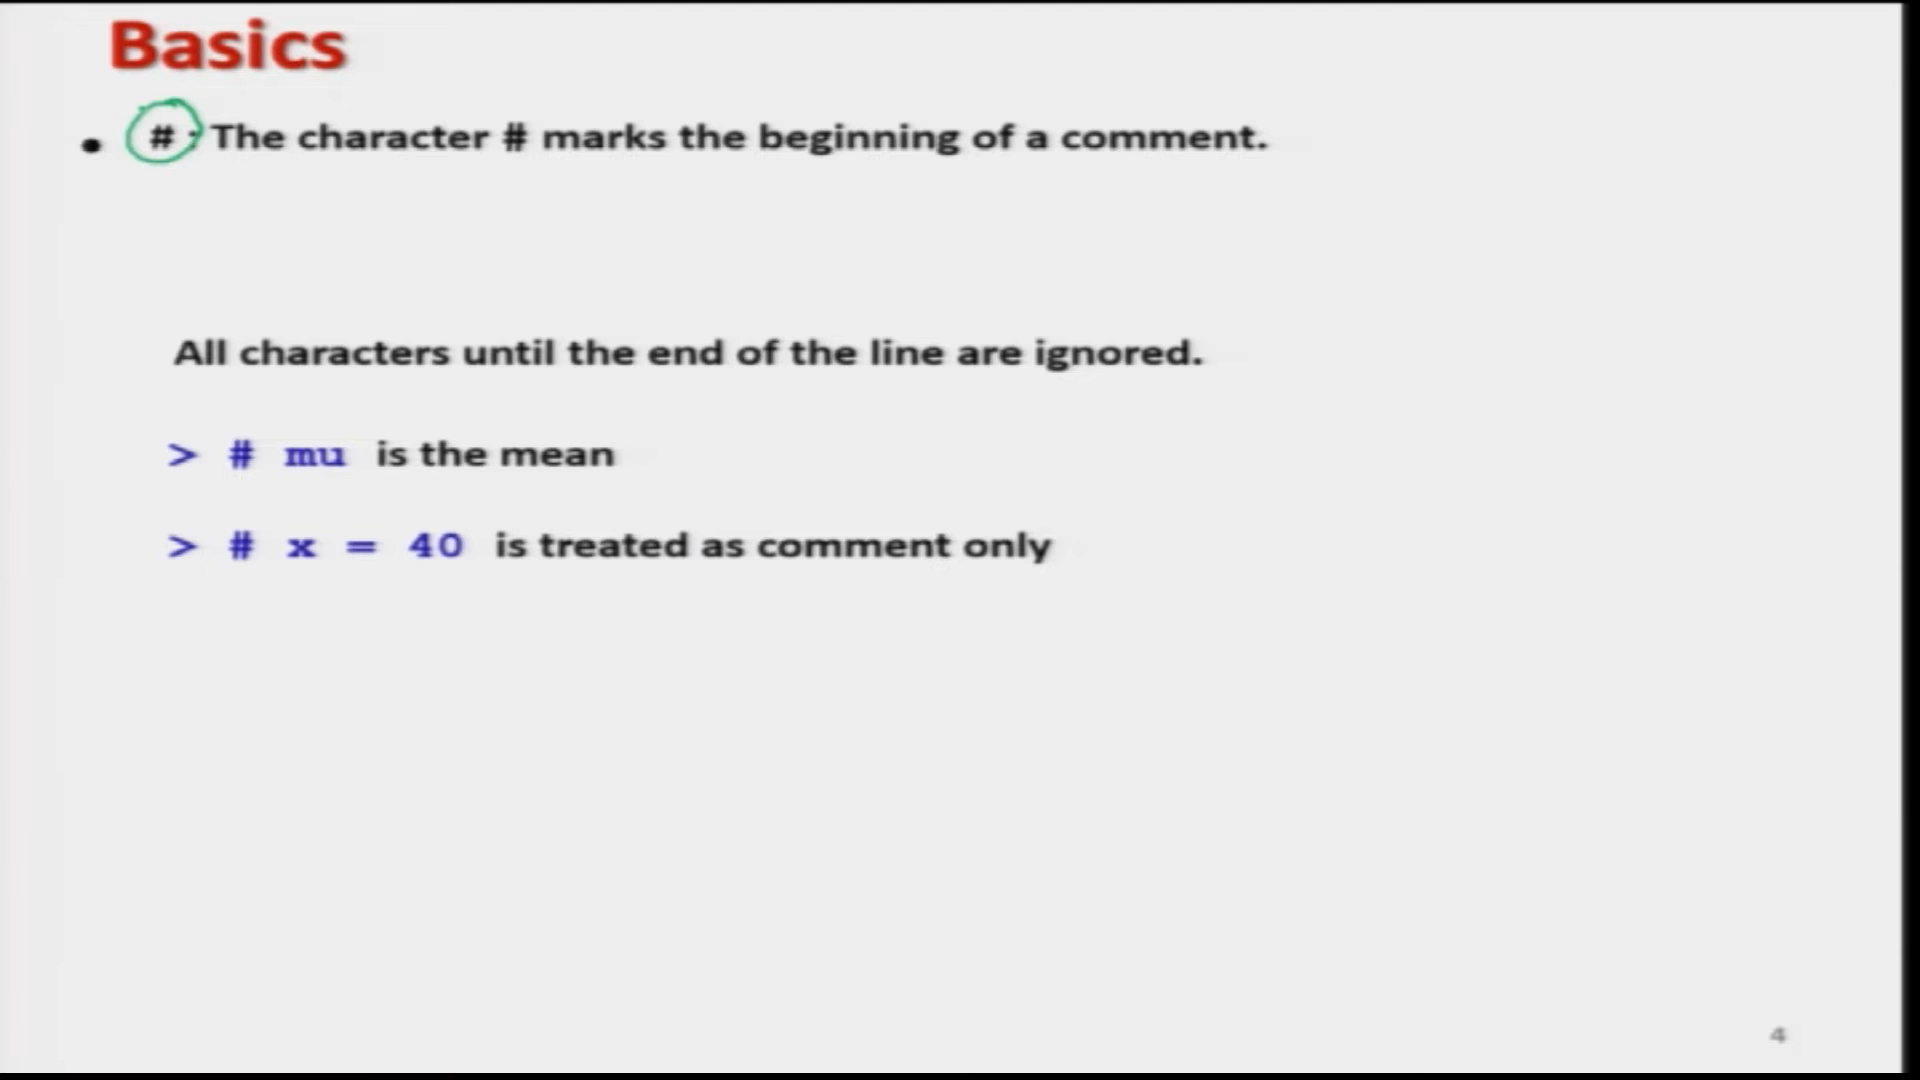 Basics
• # : The character # marks the beginning of a comment.
All characters until the end of the line are ignored.
> # mu is the mean
> # x = 40 is treated as comment only
4